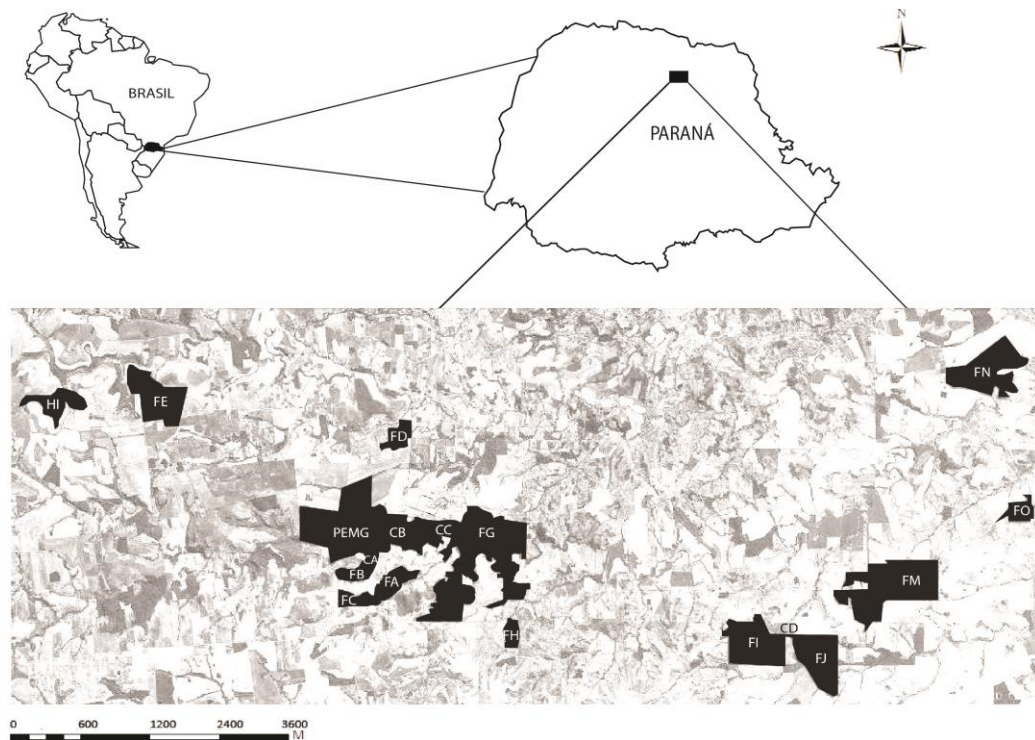 N
BRASIL
PARANÁ
FN
HI
FE
FD
FO
PEMG
CB
CC
FG
CA
FB
FA
FM
FC
CD
FH
FI
FJ
0 600 1200 2400 3600
M